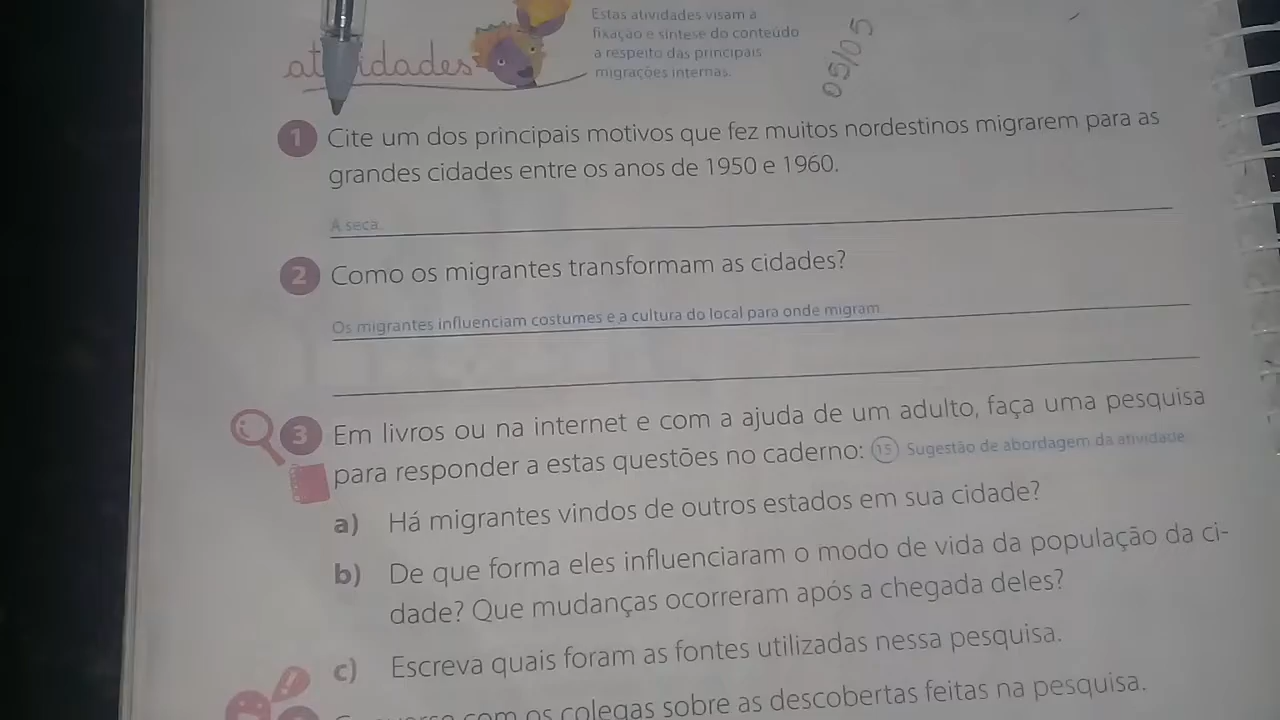 Estas atividades visam a
fixação e síntese do conteúdo
a respeito das principais
migrações internas.
atividades
05/05
1 Cite um dos principais motivos que fez muitos nordestinos migrarem para as
grandes cidades entre os anos de 1950 e 1960.
A seca.
2 Como os migrantes transformam as cidades?
Os migrantes influenciam costumes e a cultura do local para onde migram.
3 Em livros ou na internet e com a ajuda de um adulto, faça uma pesquisa
para responder a estas questões no caderno: 15 Sugestão de abordagem da atividade.
a) Há migrantes vindos de outros estados em sua cidade?
b) De que forma eles influenciaram o modo de vida da população da ci-
dade? Que mudanças ocorreram após a chegada deles?
c) Escreva quais foram as fontes utilizadas nessa pesquisa.
com os colegas sobre as descobertas feitas na pesquisa.